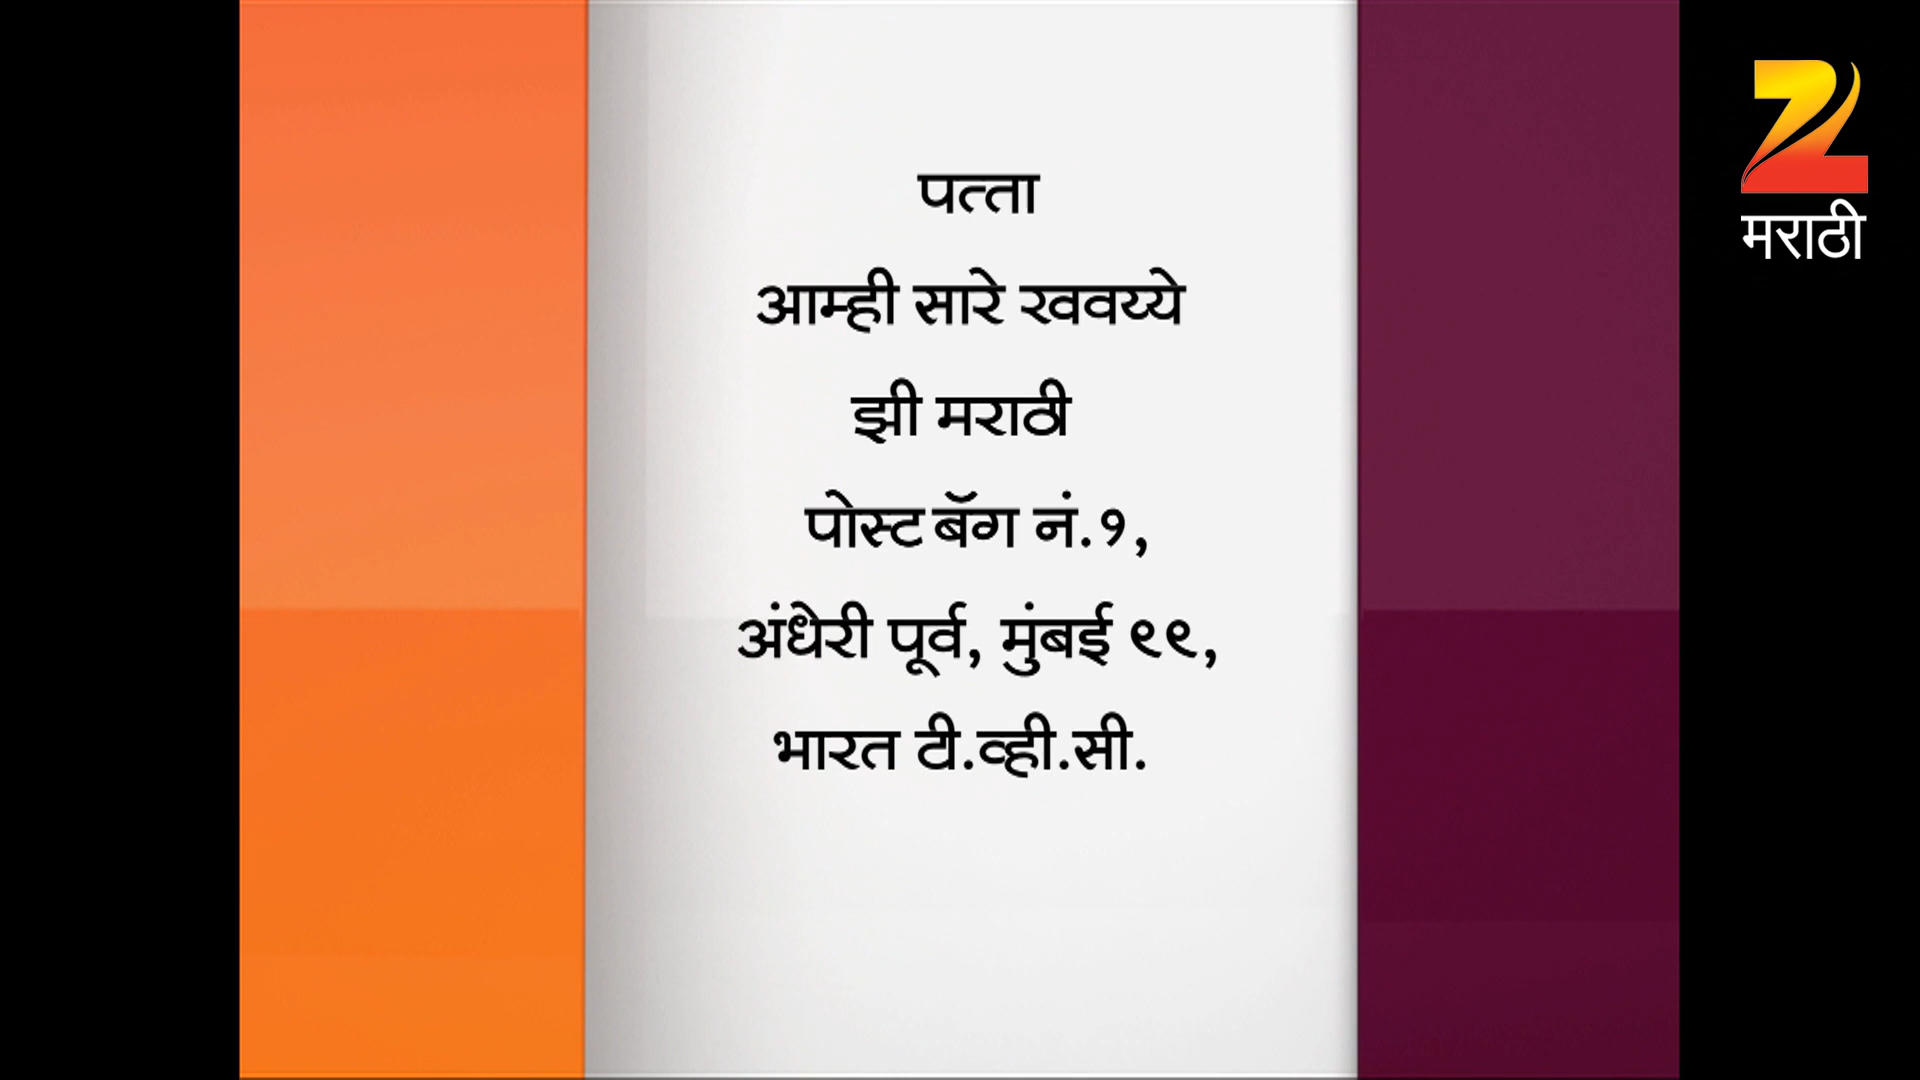 पत्ता
आम्ही सारे खवय्ये
झी मराठी
पोस्ट बॅग नं.१,
अंधेरी पूर्व, मुंबई ९९,
भारत टी.व्ही.सी.
मराठी